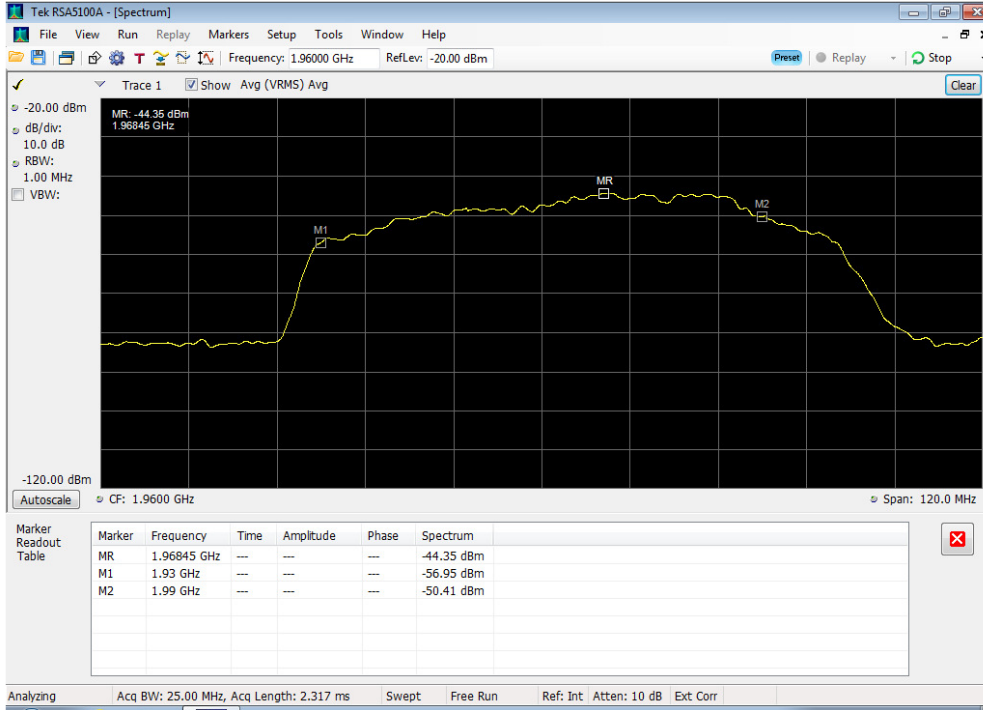 Tek RSA5100A - [Spectrum]
File View Run Replay Markers Setup Tools Window Help
T Frequency: 1.96000 GHz RefLev: -20.00 dBm Preset Replay Stop
Trace 1 Show Avg (VRMS) Avg Clear
-20.00 dBm
dB/div:
10.0 dB
RBW:
1.00 MHz
VBW:
MR: -44.35 dBm
1.96845 GHz
MR
M2
M1
-120.00 dBm
Autoscale CF: 1.9600 GHz Span: 120.0 MHz
Marker
Readout
Table
Marker Frequency Time Amplitude Phase Spectrum
MR 1.96845 GHz --- --- --- -44.35 dBm
M1 1.93 GHz --- --- --- -56.95 dBm
M2 1.99 GHz --- --- --- -50.41 dBm
Analyzing Acq BW: 25.00 MHz, Acq Length: 2.317 ms Swept Free Run Ref: Int Atten: 10 dB Ext Corr